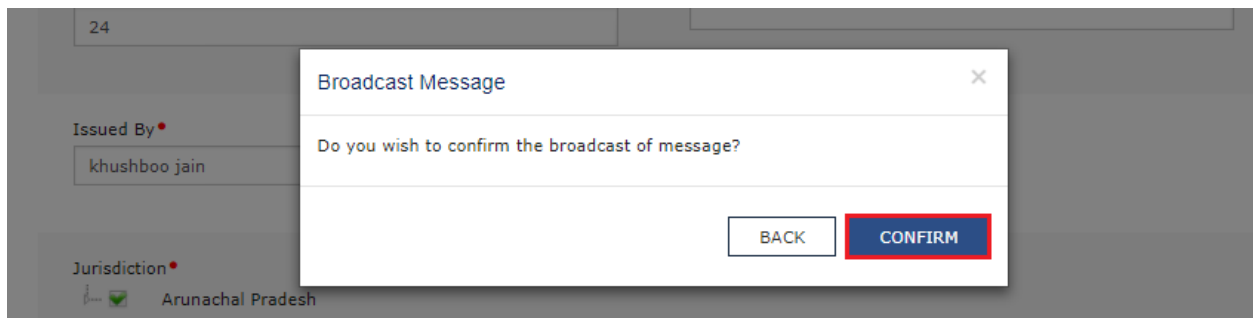 24
Broadcast Message
×
Issued By•
Do you wish to confirm the broadcast of message?
khushboo jain
BACK CONFIRM
Jurisdiction•
Arunachal Pradesh